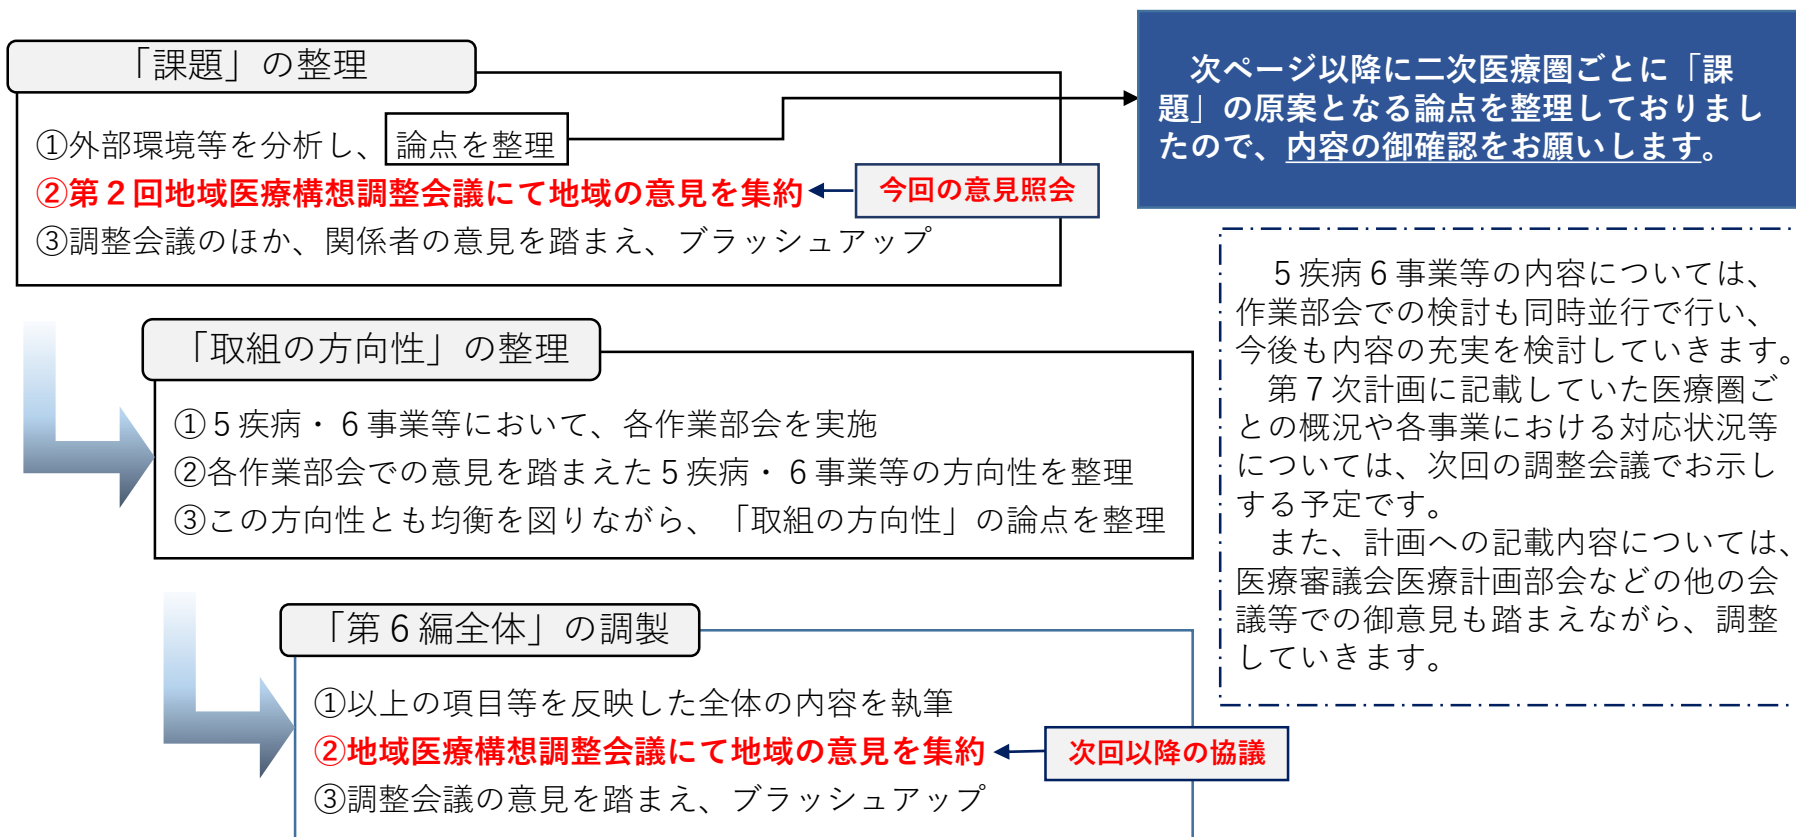 「課題」の整理
①外部環境等を分析し、論点を整理
②第２回地域医療構想調整会議にて地域の意見を集約
今回の意見照会
③調整会議のほか、関係者の意見を踏まえ、ブラッシュアップ
次ページ以降に二次医療圏ごとに「課
題」の原案となる論点を整理しておりまし
たので、内容の御確認をお願いします。
「取組の方向性」の整理
①５疾病・６事業等において、各作業部会を実施
②各作業部会での意見を踏まえた５疾病・６事業等の方向性を整理
③この方向性とも均衡を図りながら、「取組の方向性」の論点を整理
５疾病６事業等の内容については、
作業部会での検討も同時並行で行い、
今後も内容の充実を検討していきます。
第７次計画に記載していた医療圏ご
との概況や各事業における対応状況等
については、次回の調整会議でお示し
する予定です。
また、計画への記載内容については、
医療審議会医療計画部会などの他の会
議等での御意見も踏まえながら、調整
していきます。
「第６編全体」の調製
①以上の項目等を反映した全体の内容を執筆
②地域医療構想調整会議にて地域の意見を集約
次回以降の協議
③調整会議の意見を踏まえ、ブラッシュアップ